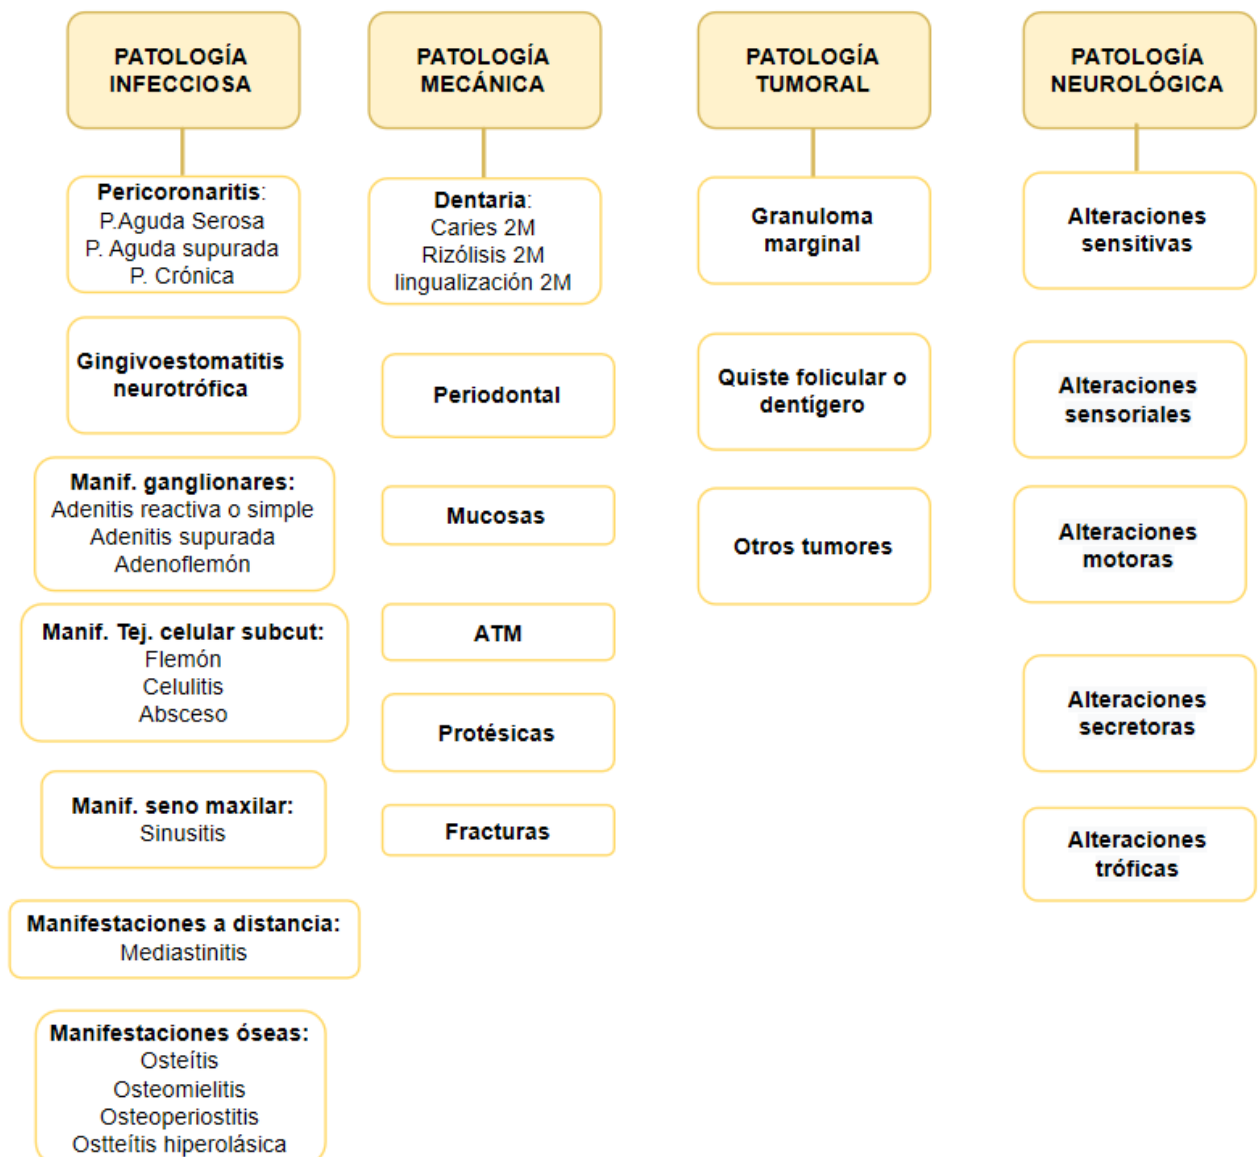 PATOLOGÍA
INFECCIOSA
Pericoronaritis:
P.Aguda Serosa
P. Aguda supurada
P. Crónica
Gingivoestomatitis
neurotrófica
Manif. ganglionares:
Adenitis reactiva o simple
Adenitis supurada
Adenoflemón
Manif. Tej. celular subcut:
Flemón
Celulitis
Absceso
Manif. seno maxilar:
Sinusitis
Manifestaciones a distancia:
Mediastinitis
Manifestaciones óseas:
Osteítis
Osteomielitis
Osteoperiostitis
Ostteítis hiperolásica
PATOLOGÍA
MECÁNICA
Dentaria:
Caries 2M
Rizólisis 2M
lingualización 2M
Periodontal
Mucosas
ATM
Protésicas
Fracturas
PATOLOGÍA
TUMORAL
Granuloma
marginal
Quiste folicular o
dentígero
Otros tumores
PATOLOGÍA
NEUROLÓGICA
Alteraciones
sensitivas
Alteraciones
sensoriales
Alteraciones
motoras
Alteraciones
secretoras
Alteraciones
tróficas